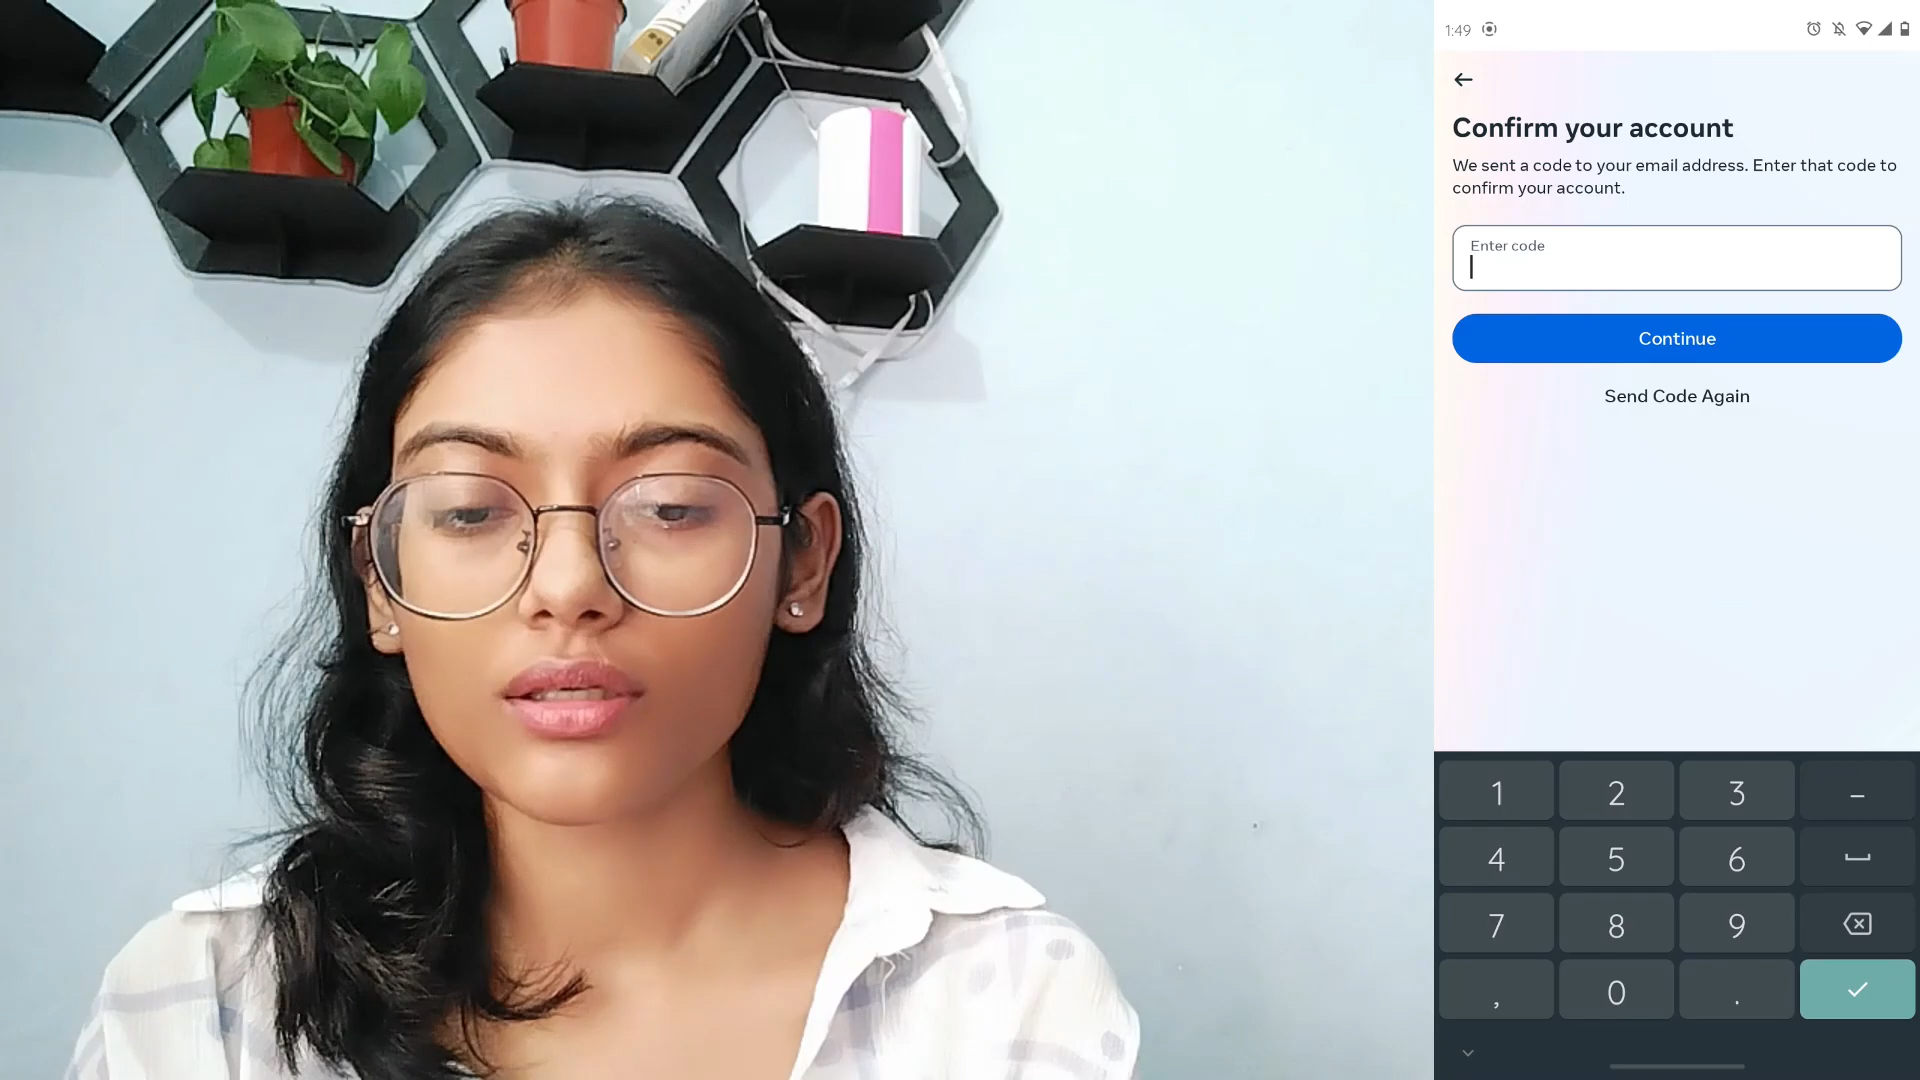 1:49
Confirm your account
We sent a code to your email address. Enter that code to
confirm your account.
Enter code
Continue
Send Code Again
1 2 3 –
4 5 6
7 8 9
, 0 .